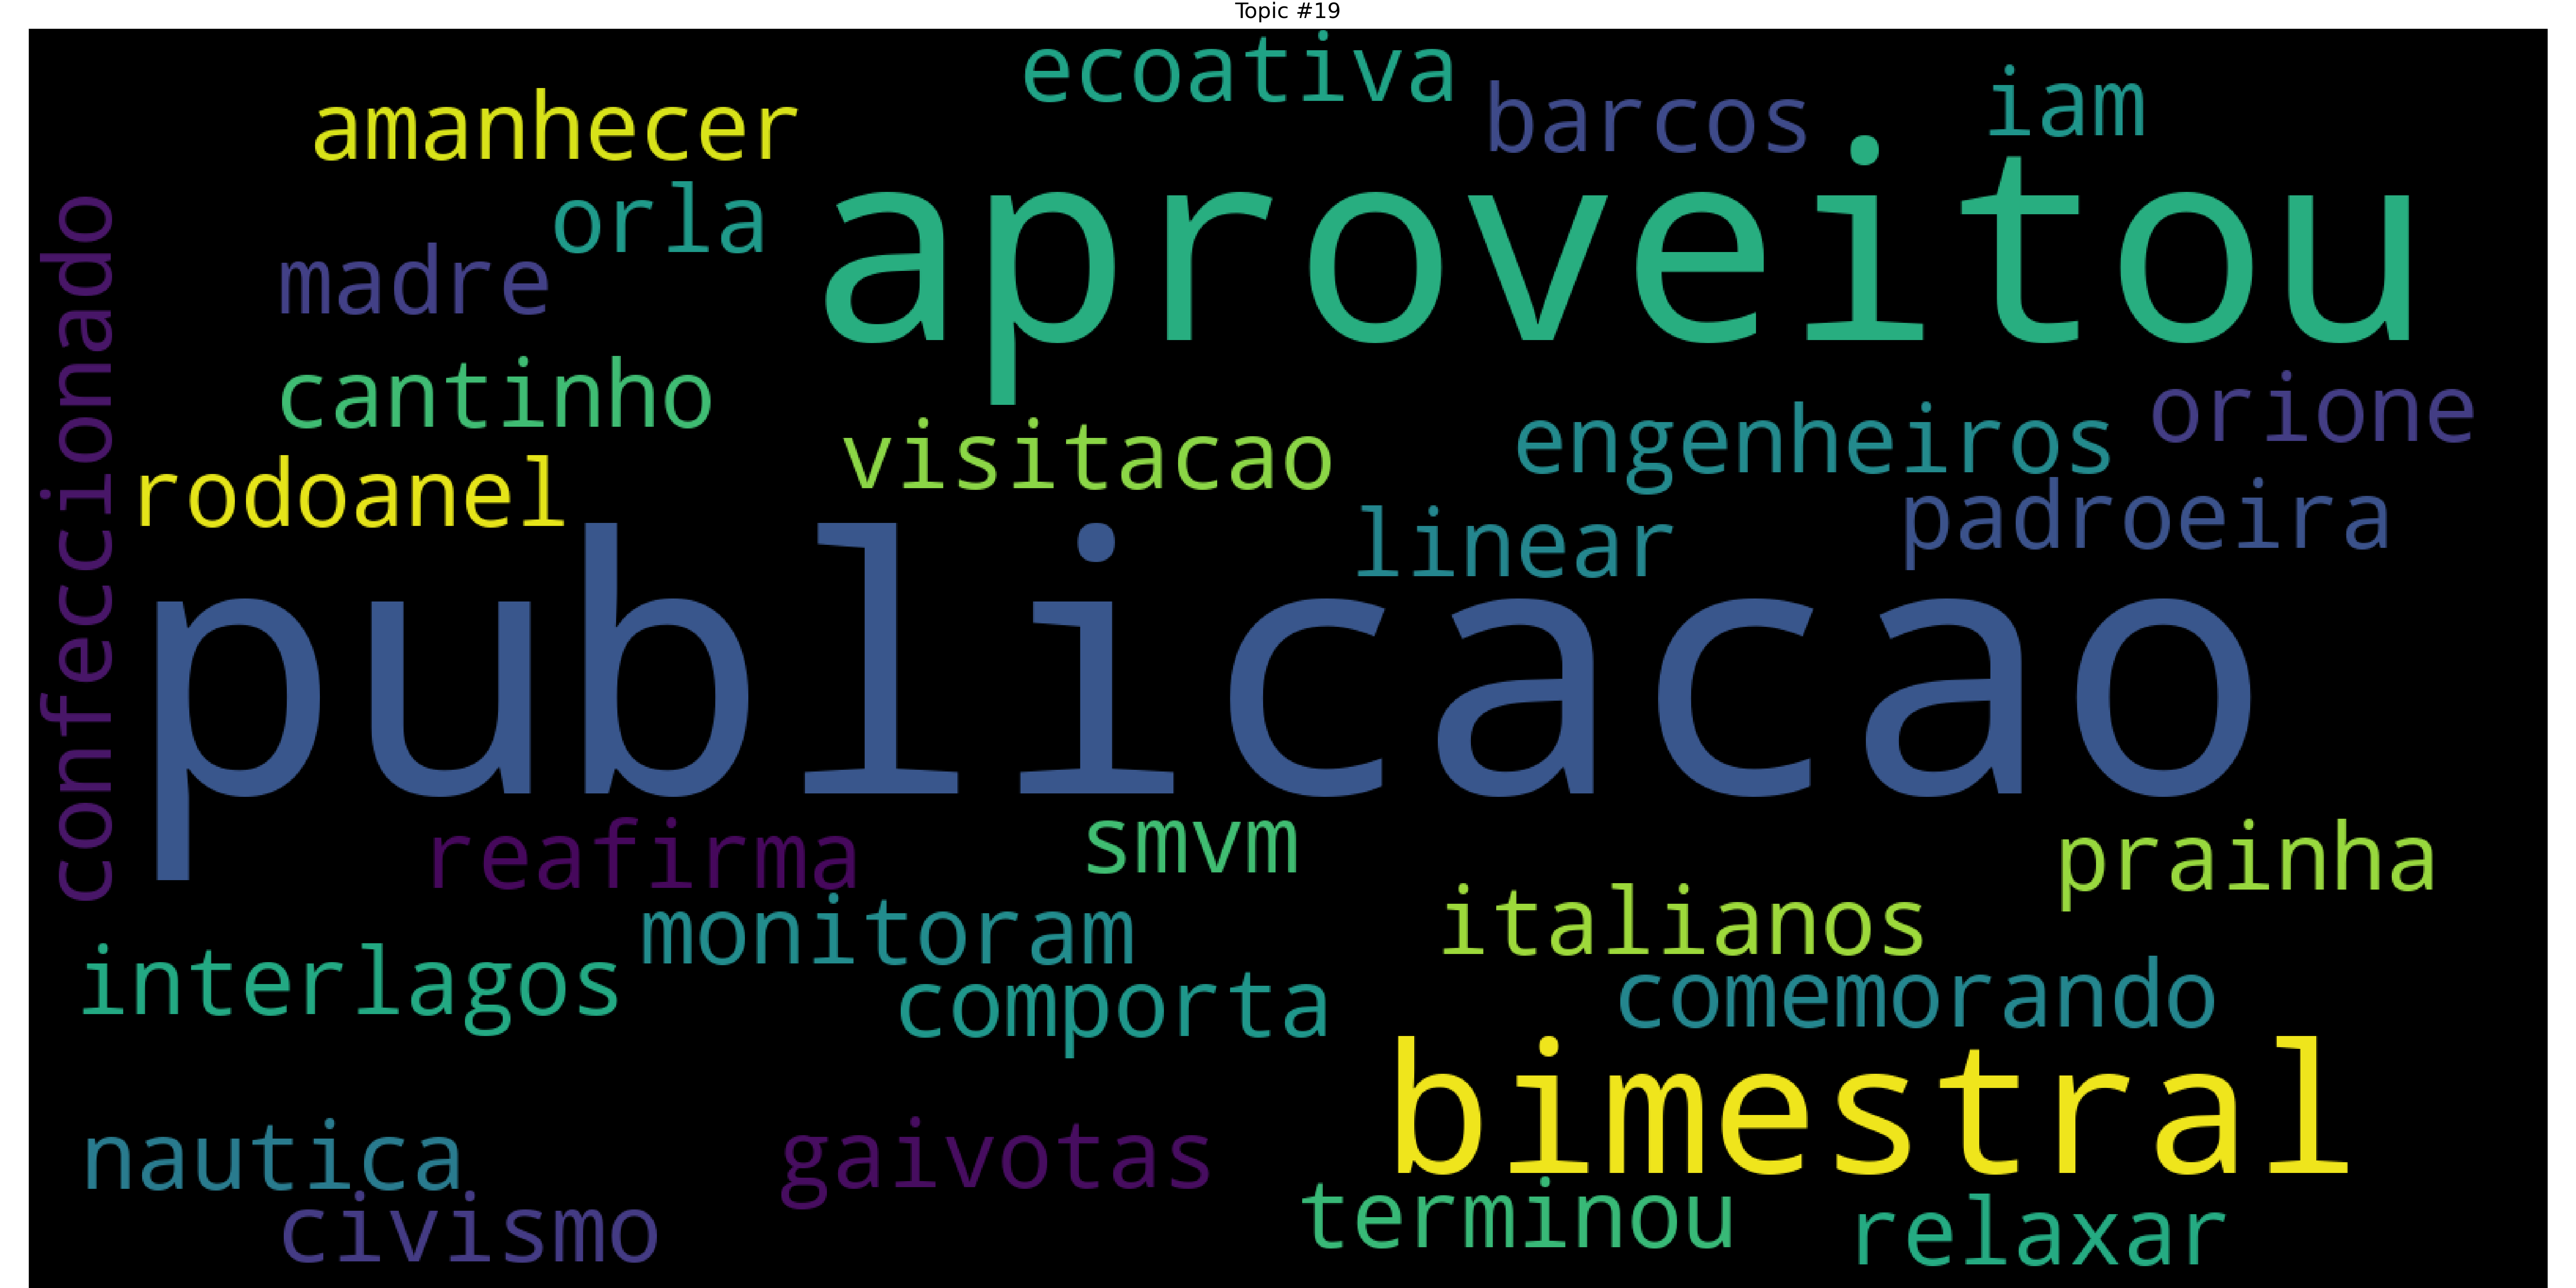 Topic #19
ecoativa
iam
barcos
amanhecer
aproveitou
orla
madre
cantinho
orione
engenheiros
visitacao
rodoanel
padroeira
linear
confeccionado
publicacao
smvm
reafirma
prainha
italianos
monitoram
interlagos
comemorando
comporta
bimestral
nautica
gaivotas
terminou
civismo
relaxar